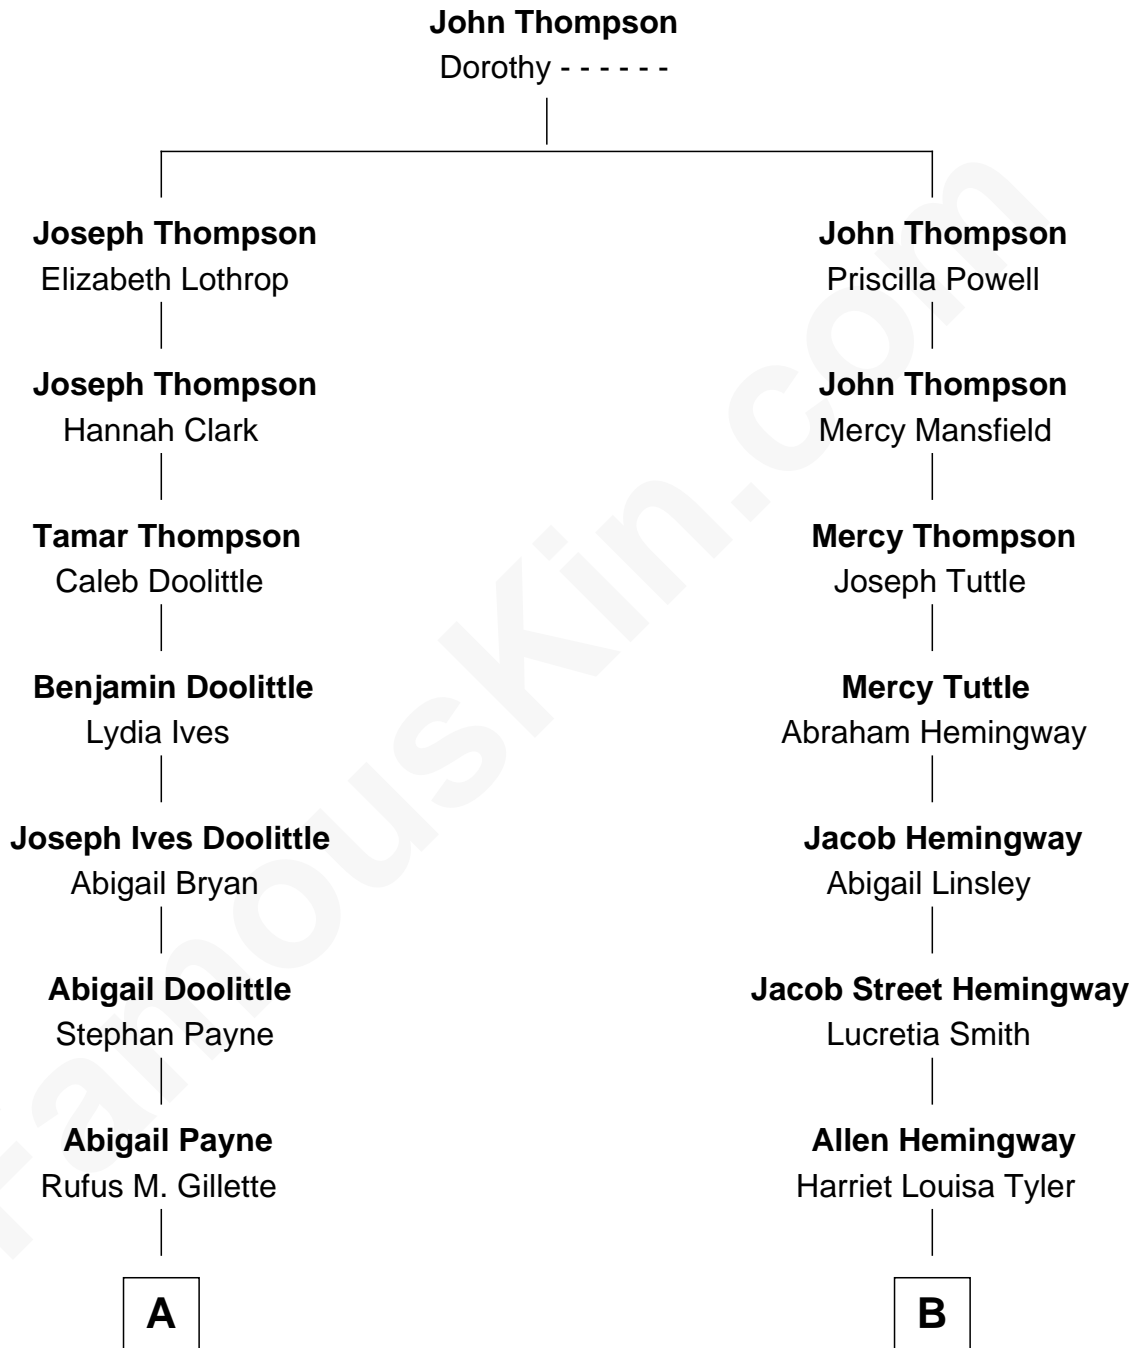 John Thompson
Dorothy - - - - - -
Joseph Thompson
Elizabeth Lothrop
John Thompson
Priscilla Powell
Joseph Thompson
Hannah Clark
John Thompson
Mercy Mansfield
Tamar Thompson
Caleb Doolittle
Mercy Thompson
Joseph Tuttle
Benjamin Doolittle
Lydia Ives
Mercy Tuttle
Abraham Hemingway
Joseph Ives Doolittle
Abigail Bryan
Jacob Hemingway
Abigail Linsley
Abigail Doolittle
Stephan Payne
Jacob Street Hemingway
Lucretia Smith
Abigail Payne
Rufus M. Gillette
Allen Hemingway
Harriet Louisa Tyler
A
B
FamousKin.com